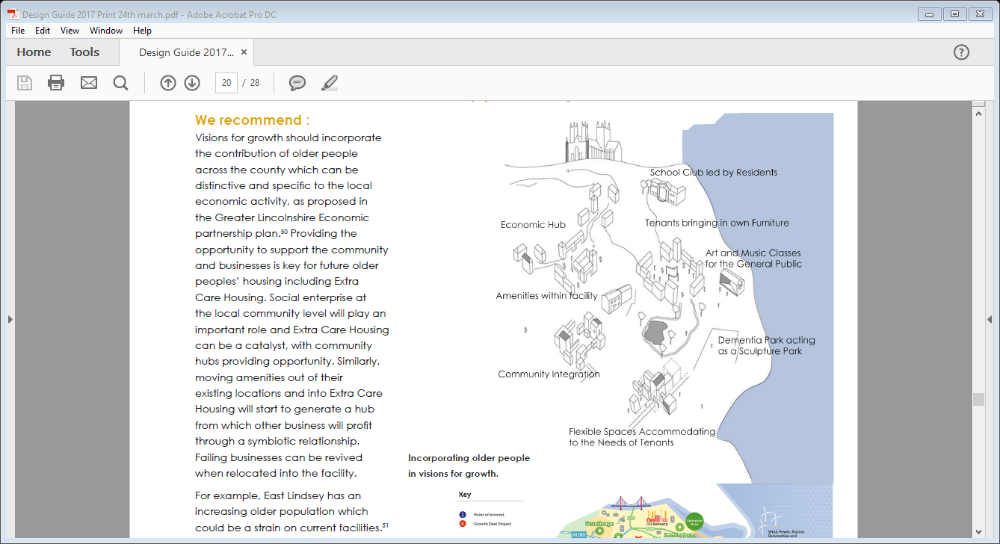 Design Guide 2017 Print 24th march.pdf - Adobe Acrobat Pro DC
File Edit View Window Help
Home Tools Design Guide 2017... ×
20 / 28
We recommend :
Visions for growth should incorporate
the contribution of older people
across the county which can be
distinctive and specific to the local
economic activity, as proposed in
the Greater Lincolnshire Economic
partnership plan.⁵⁰ Providing the
opportunity to support the community
and businesses is key for future older
peoples’ housing including Extra
Care Housing. Social enterprise at
the local community level will play an
important role and Extra Care Housing
can be a catalyst, with community
hubs providing opportunity. Similarly,
moving amenities out of their
existing locations and into Extra Care
Housing will start to generate a hub
from which other business will profit
through a symbiotic relationship.
Failing businesses can be revived
when relocated into the facility.
For example, East Lindsey has an
increasing older population which
could be a strain on current facilities.⁵¹
School Club led by Residents
Economic Hub
Tenants bringing in own Furniture
Art and Music Classes
for the General Public
Amenities within facility
Dementia Park acting
as a Sculpture Park
Community Integration
Flexible Spaces Accommodating
to the Needs of Tenants
Incorporating older people
in visions for growth.
Key
i Point of interest
£ Growth Deal Project
Scunthorpe
M180
Oil Refinery
Enterprise
Zone
Immingham
Wind Power, Marine
Renewables and